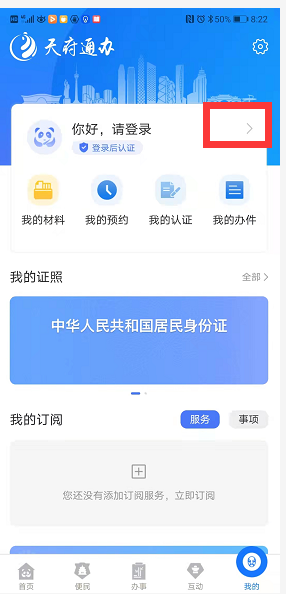 50% 8:22
天府通办
你好，请登录
登录后认证
我的材料 我的预约 我的认证 我的办件
我的证照 全部
中华人民共和国居民身份证
我的订阅 服务 事项
您还没有添加订阅服务，立即订阅
首页 便民 办事 互动 我的